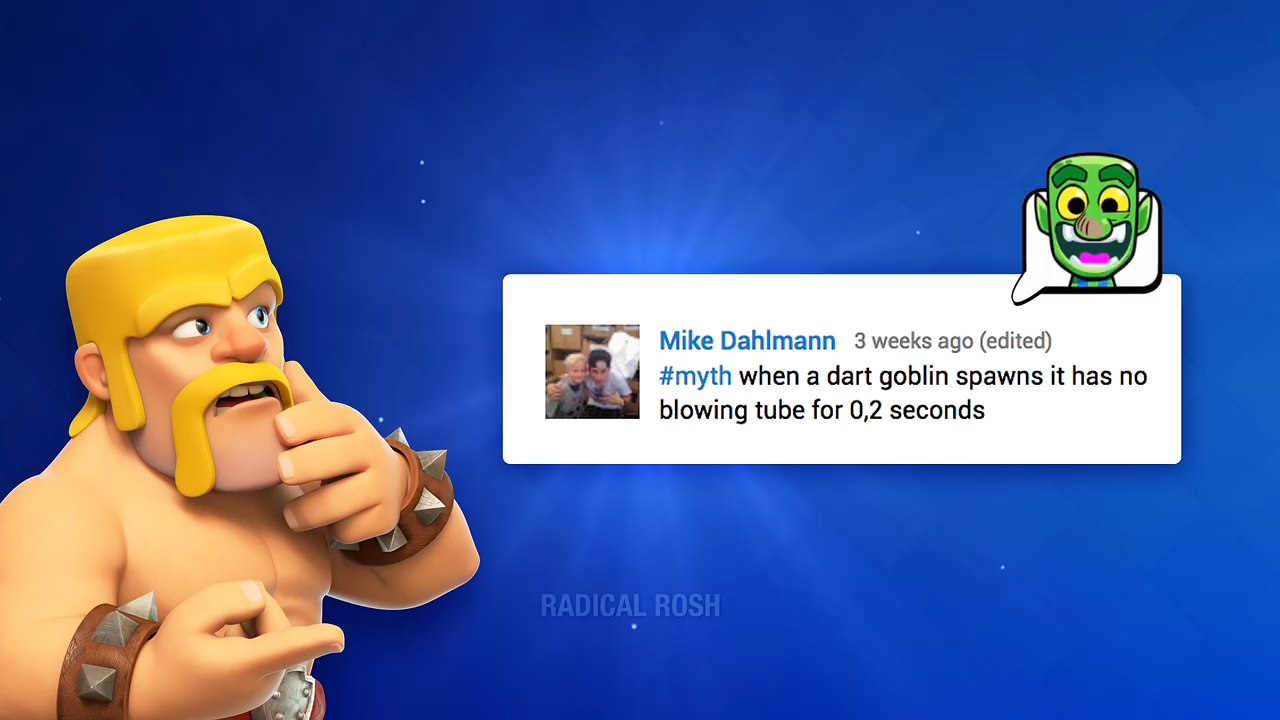 Mike Dahlmann 3 weeks ago (edited)
#myth when a dart goblin spawns it has no
blowing tube for 0,2 seconds
RADICAL ROSH